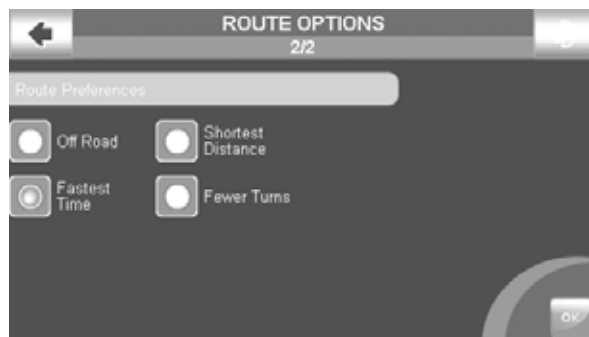 ROUTE OPTIONS
2/2
Route Preferences
Off Road
Shortest
Distance
Fastest
Time
Fewer Turns
OK